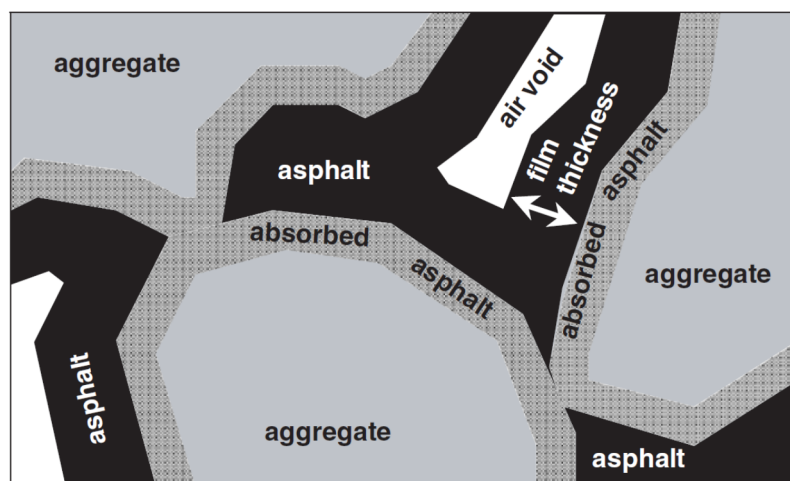 aggregate
air void
film
thickness
asphalt
asphalt
absorbed
asphalt
absorbed
aggregate
asphalt
aggregate
asphalt